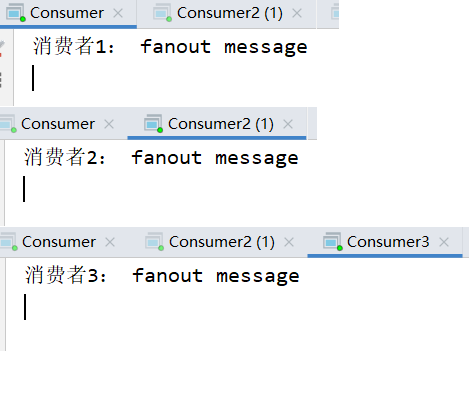 Consumer Consumer2 (1)
消费者1： fanout message
Consumer Consumer2 (1)
消费者2： fanout message
Consumer Consumer2 (1) Consumer3
消费者3： fanout message